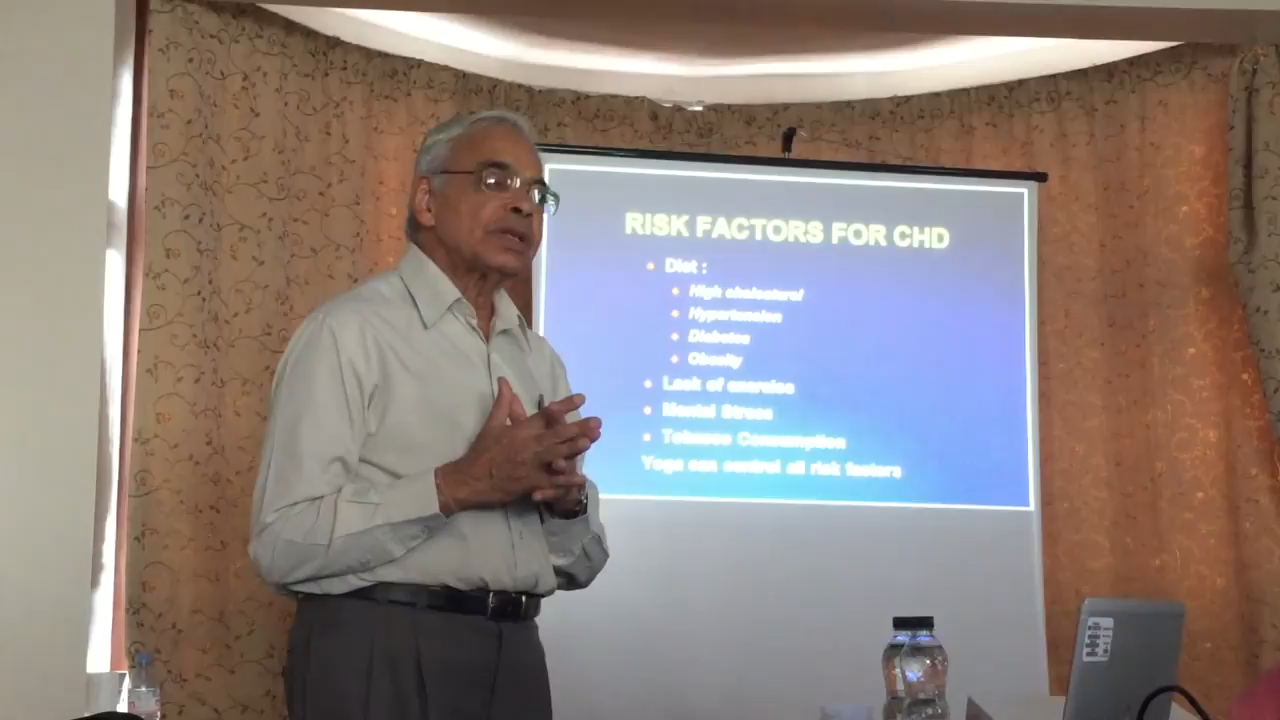 RISK FACTORS FOR CHD
Diet :
High cholesterol
Hypertension
Diabetes
Obesity
Lack of exercise
Mental Stress
Tobacco Consumption
Yoga can control all risk factors